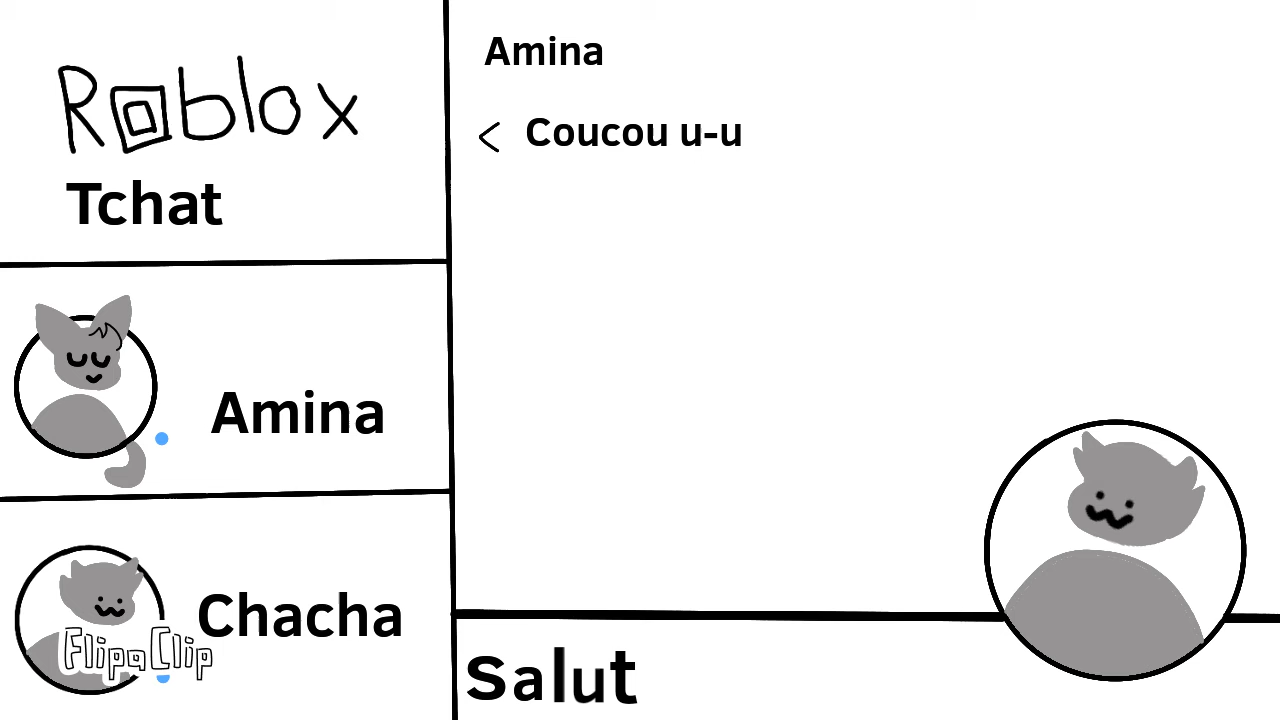 Roblox
Tchat
Amina
Chacha
FlipaClip
Amina
< Coucou u-u
Salut